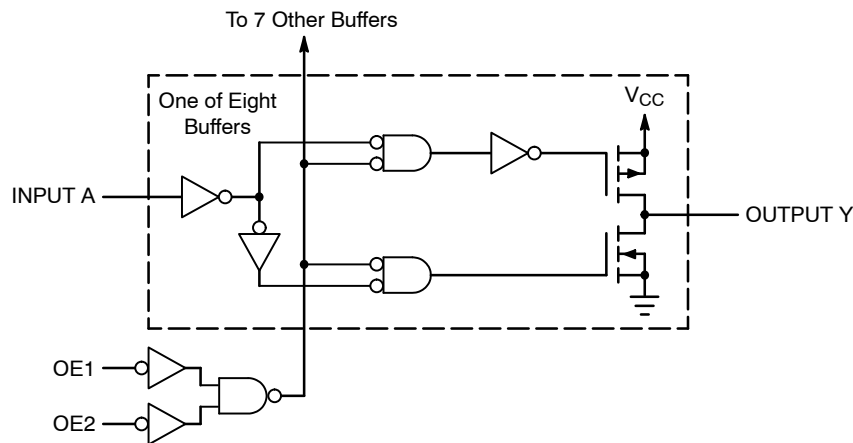 To 7 Other Buffers
One of Eight
Buffers
VCC
INPUT A
OUTPUT Y
OE1
OE2